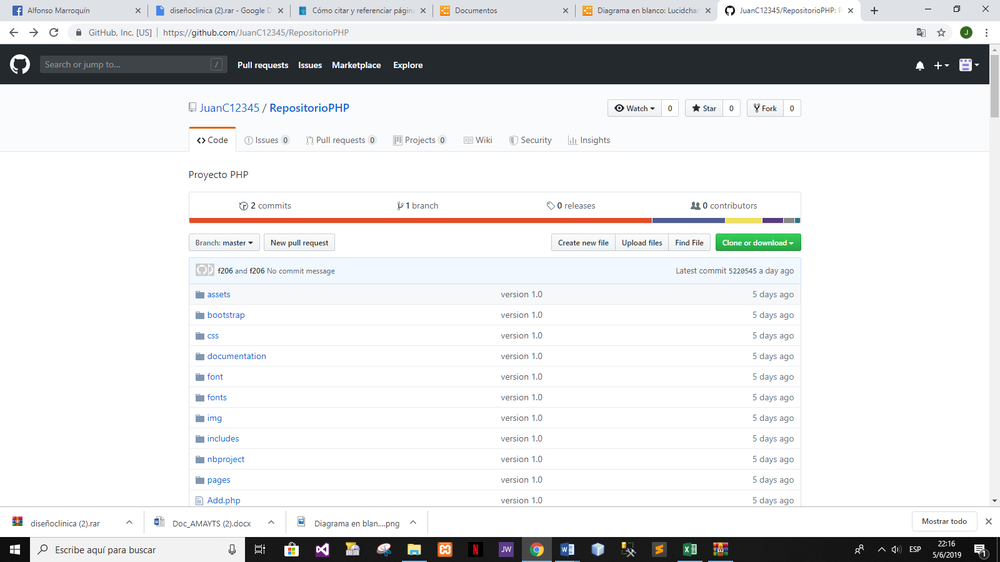 Alfonso Marroquín
diseñoclinica (2).rar - Google D
Cómo citar y referenciar págin
Documentos
Diagrama en blanco: Lucidchar
JuanC12345/RepositorioPHP: P
GitHub, Inc. [US]
https://github.com/JuanC12345/RepositorioPHP
J
Search or jump to...
/
Pull requests
Issues
Marketplace
Explore
JuanC12345 / RepositorioPHP
Watch 0
Star 0
Fork 0
Code
Issues 0
Pull requests 0
Projects 0
Wiki
Security
Insights
Proyecto PHP
2 commits
1 branch
0 releases
0 contributors
Branch: master
New pull request
Create new file
Upload files
Find File
Clone or download
f206 and f206 No commit message
Latest commit 5220545 a day ago
assets version 1.0 5 days ago
bootstrap version 1.0 5 days ago
css version 1.0 5 days ago
documentation version 1.0 5 days ago
font version 1.0 5 days ago
fonts version 1.0 5 days ago
img version 1.0 5 days ago
includes version 1.0 5 days ago
nbproject version 1.0 5 days ago
pages version 1.0 5 days ago
Add.php version 1.0 5 days ago
diseñoclinica (2).rar
Doc_AMAYTS (2).docx
Diagrama en blan....png
Mostrar todo
Escribe aquí para buscar
N
JW
ESP
22:16
5/6/2019
1